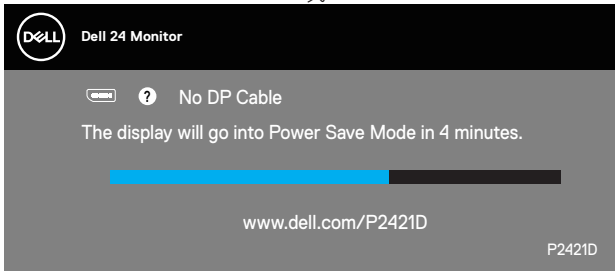 DELL
Dell 24 Monitor
? No DP Cable
The display will go into Power Save Mode in 4 minutes.
www.dell.com/P2421D
P2421D